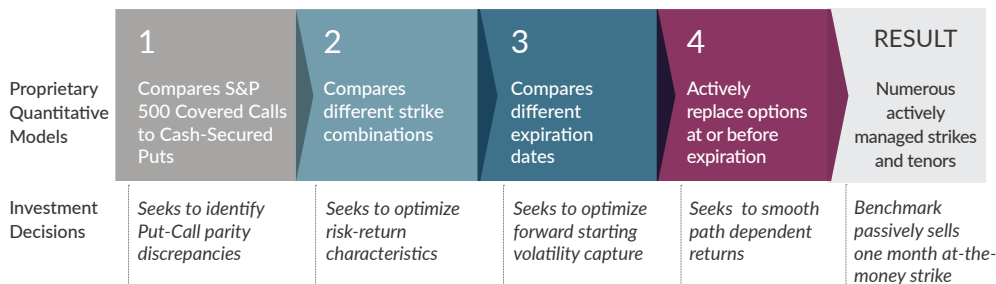 Proprietary
Quantitative
Models
1
Compares S&P
500 Covered Calls
to Cash-Secured
Puts
2
Compares
different strike
combinations
3
Compares
different
expiration
dates
4
Actively
replace options
at or before
expiration
RESULT
Numerous
actively
managed strikes
and tenors
Investment
Decisions
Seeks to identify
Put-Call parity
discrepancies
Seeks to optimize
risk-return
characteristics
Seeks to optimize
forward starting
volatility capture
Seeks to smooth
path dependent
returns
Benchmark
passively sells
one month at-the-
money strike